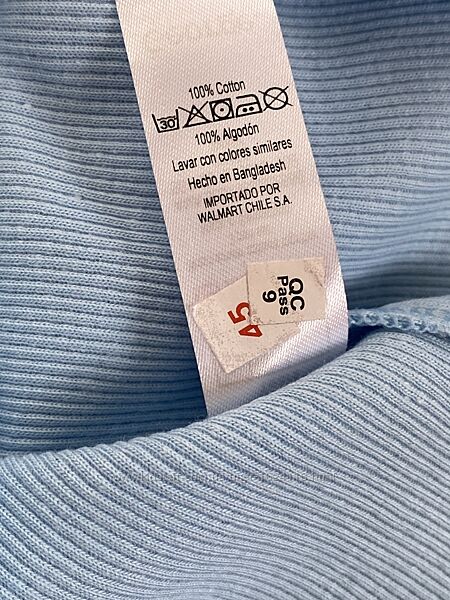 100% Cotton
30
100% Algodón
Lavar con colores similares
Hecho en Bangladesh
IMPORTADO POR
WALMART CHILE S.A.
QC
Pass
9
45